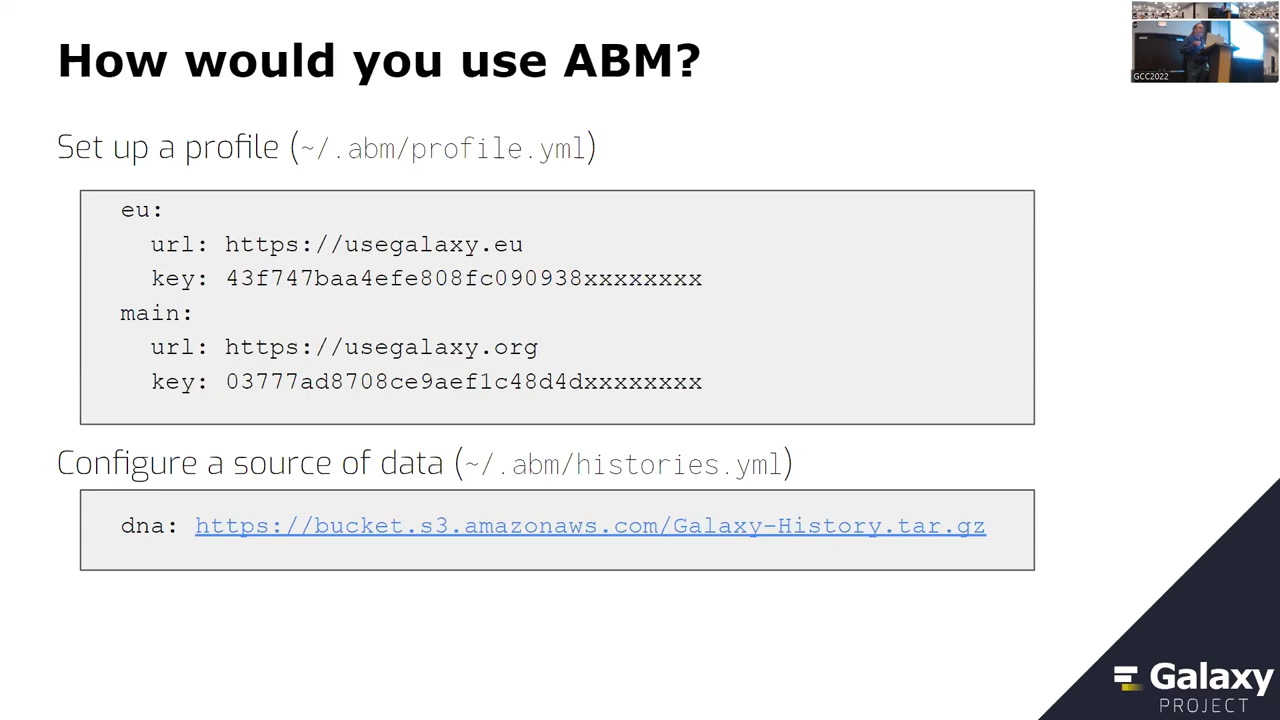 How would you use ABM?
GCC2022
Set up a profile (~/.abm/profile.yml)
eu:
url: https://usegalaxy.eu
key: 43f747baa4efe808fc090938xxxxxxxx
main:
url: https://usegalaxy.org
key: 03777ad8708ce9aef1c48d4dxxxxxxxx
Configure a source of data (~/.abm/histories.yml)
dna: https://bucket.s3.amazonaws.com/Galaxy-History.tar.gz
Galaxy
PROJECT